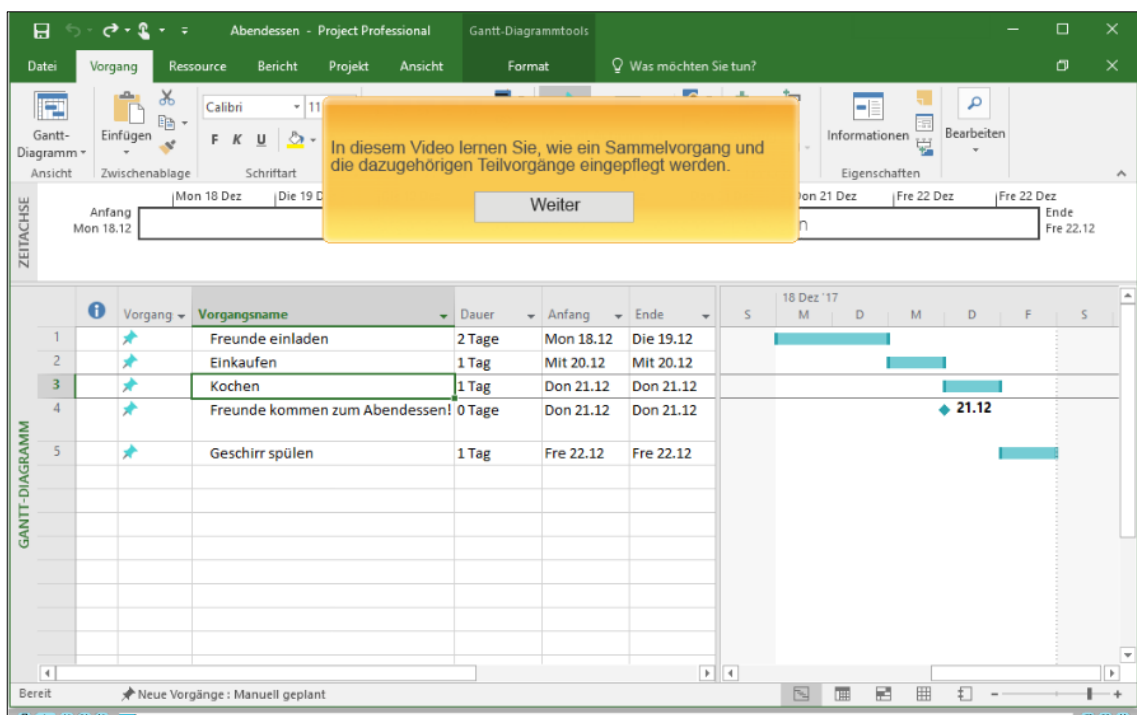 Abendessen - Project Professional
Gantt-Diagrammtools
Datei Vorgang Ressource Bericht Projekt Ansicht Format Was möchten Sie tun?
Gantt-
Diagramm
Einfügen
Calibri 11
F K U
Informationen
Bearbeiten
Ansicht Zwischenablage Schriftart Eigenschaften
In diesem Video lernen Sie, wie ein Sammelvorgang und
die dazugehörigen Teilvorgänge eingepflegt werden.
Weiter
ZEITACHSE
Mon 18 Dez Die 19 D on 21 Dez Fre 22 Dez Fre 22 Dez
Anfang
Mon 18.12
n
Ende
Fre 22.12
GANTT-DIAGRAMM
18 Dez '17
Vorgang Vorgangsname Dauer Anfang Ende S M D M D F S
1 Freunde einladen 2 Tage Mon 18.12 Die 19.12
2 Einkaufen 1 Tag Mit 20.12 Mit 20.12
3 Kochen 1 Tag Don 21.12 Don 21.12
4 Freunde kommen zum Abendessen! 0 Tage Don 21.12 Don 21.12 21.12
5 Geschirr spülen 1 Tag Fre 22.12 Fre 22.12
Bereit Neue Vorgänge : Manuell geplant